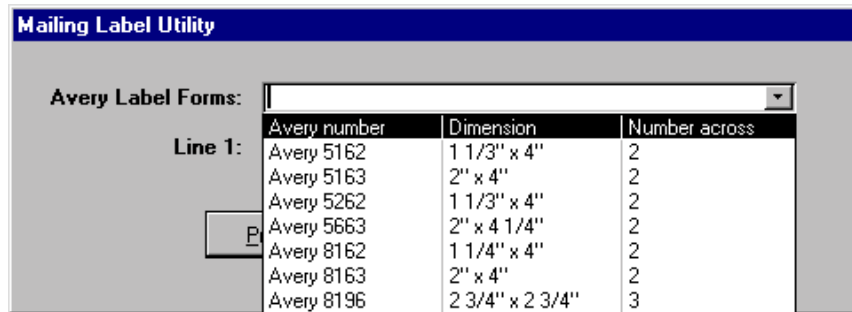 Mailing Label Utility
Avery Label Forms:
Avery number Dimension Number across
Line 1:
Avery 5162 1 1/3" x 4" 2
Avery 5163 2" x 4" 2
Avery 5262 1 1/3" x 4" 2
Avery 5663 2" x 4 1/4" 2
Avery 8162 1 1/4" x 4" 2
Avery 8163 2" x 4" 2
Avery 8196 2 3/4" x 2 3/4" 3